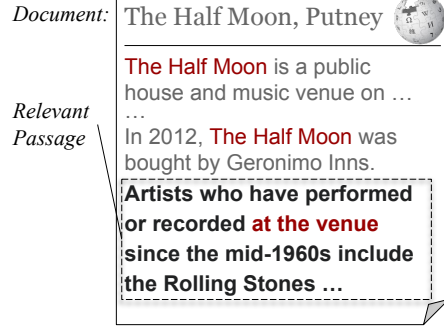 Document:
The Half Moon, Putney
The Half Moon is a public
house and music venue on …
…
Relevant
Passage
In 2012, The Half Moon was
bought by Geronimo Inns.
Artists who have performed
or recorded at the venue
since the mid-1960s include
the Rolling Stones …